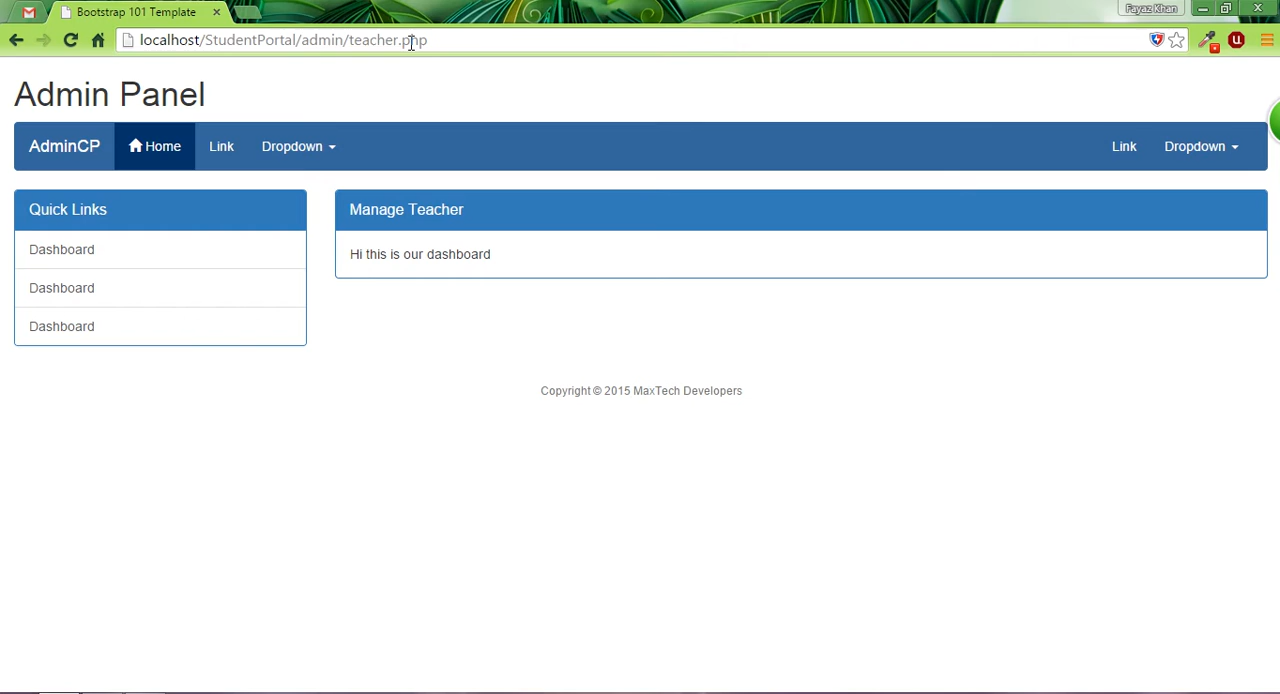 Bootstrap 101 Template
Fayaz Khan
localhost/StudentPortal/admin/teacher.php
Admin Panel
AdminCP Home Link Dropdown Link Dropdown
Quick Links
Dashboard
Dashboard
Dashboard
Manage Teacher
Hi this is our dashboard
Copyright © 2015 MaxTech Developers